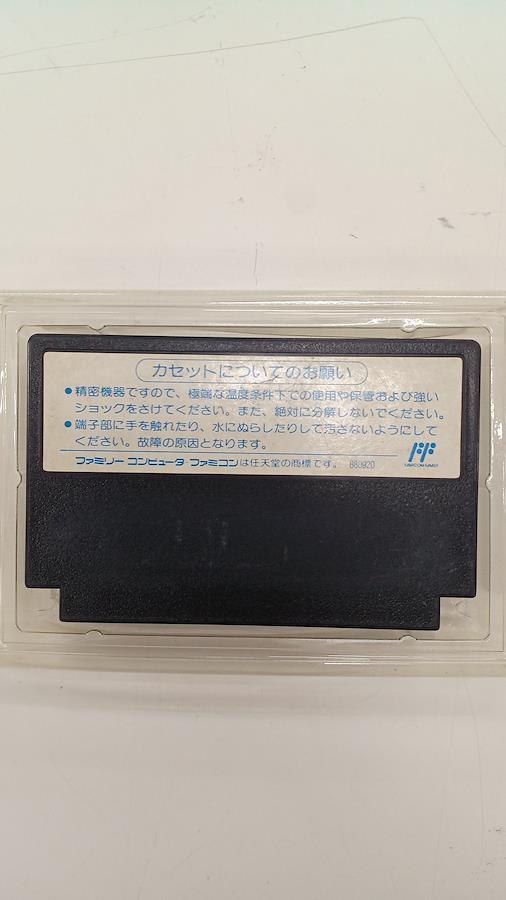 カセットについてのお願い
●精密機器ですので、極端な温度条件下での使用や保管および強い
ショックをさけてください。また、絶対に分解しないでください。
●端子部に手を触れたり、水にぬらしたりして汚さないようにして
ください。故障の原因となります。
FAMICOM FAMILY
ファミリー コンピュータ・ファミコンは任天堂の商標です。 880920